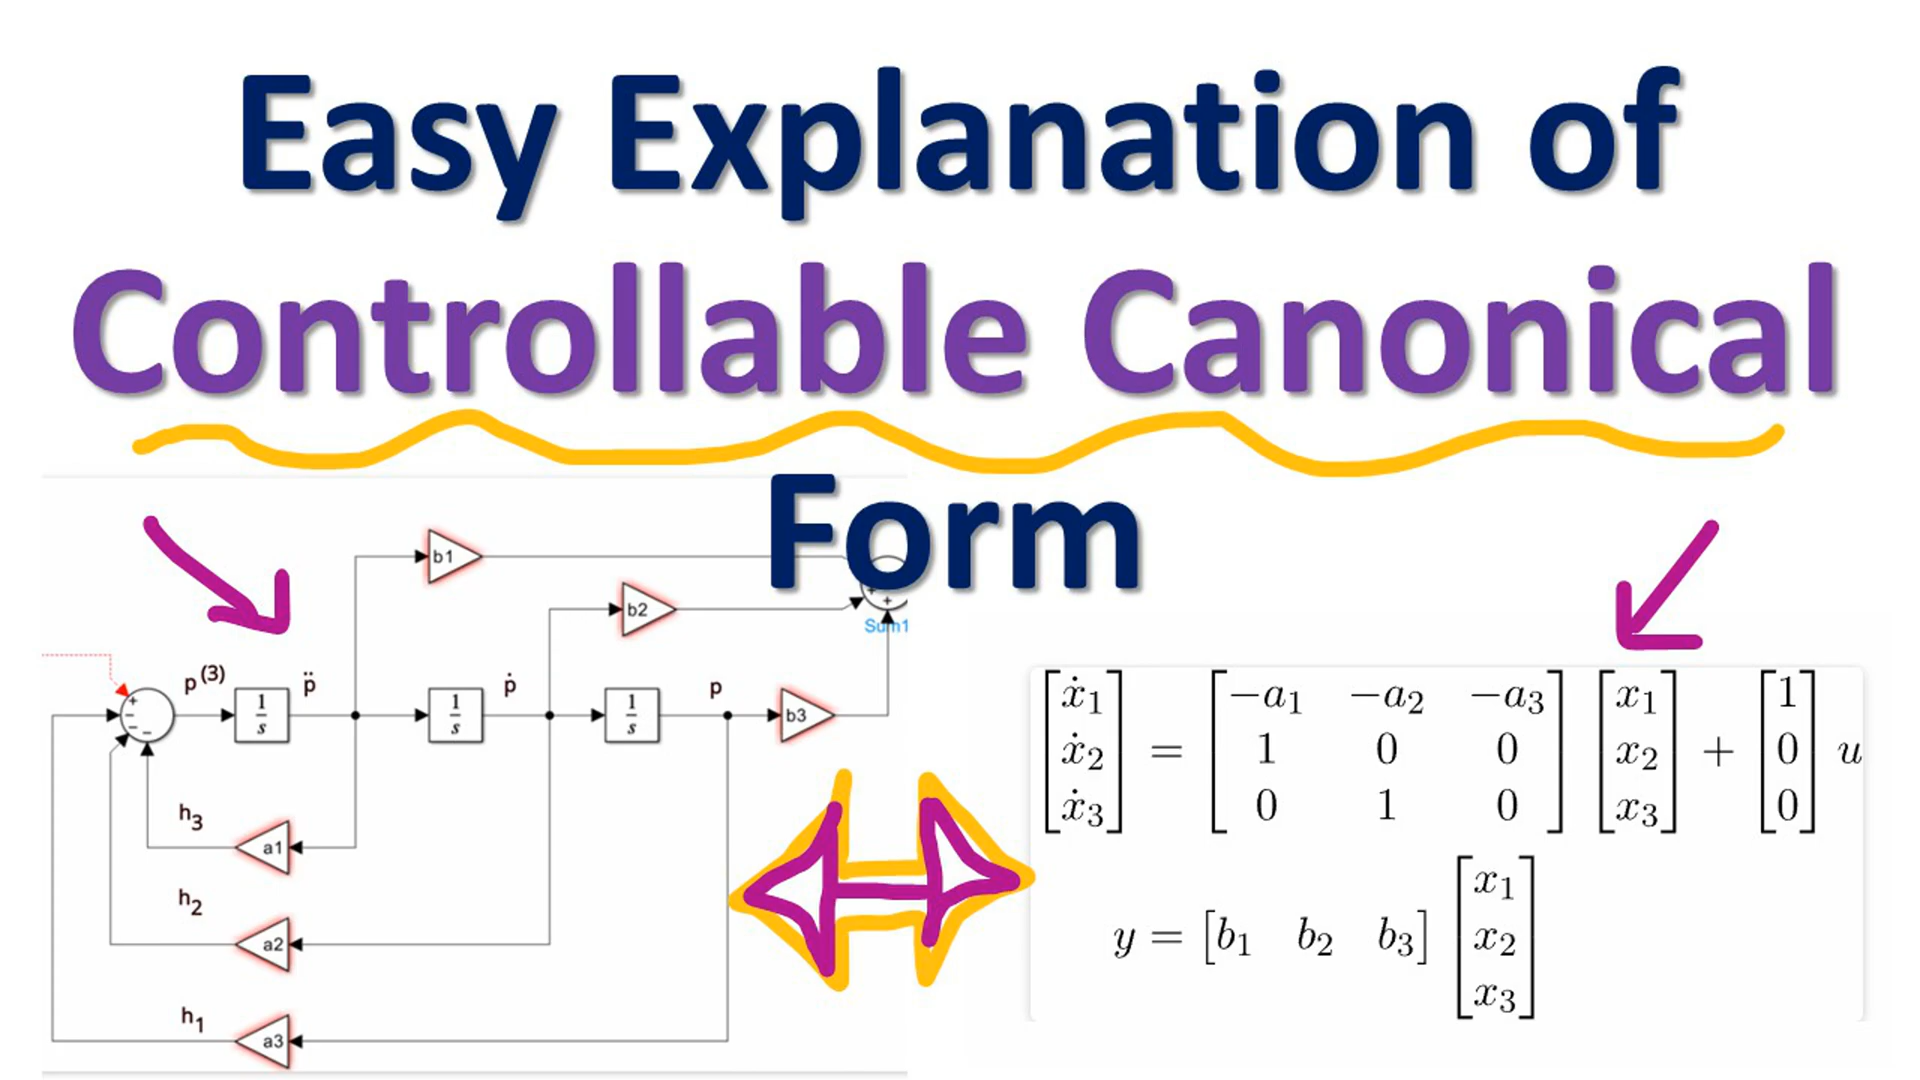 Easy Explanation of
Controllable Canonical
Form
b1
b2
+
+
Sum1
p(3)
p̈
ṗ
p
+
−
−
−
1/s
1/s
1/s
b3
h3
a1
h2
a2
h1
a3
[ẋ1 ẋ2 ẋ3] = [−a1 −a2 −a3; 1 0 0; 0 1 0] [x1 x2 x3] + [1 0 0] u
y = [b1 b2 b3] [x1 x2 x3]